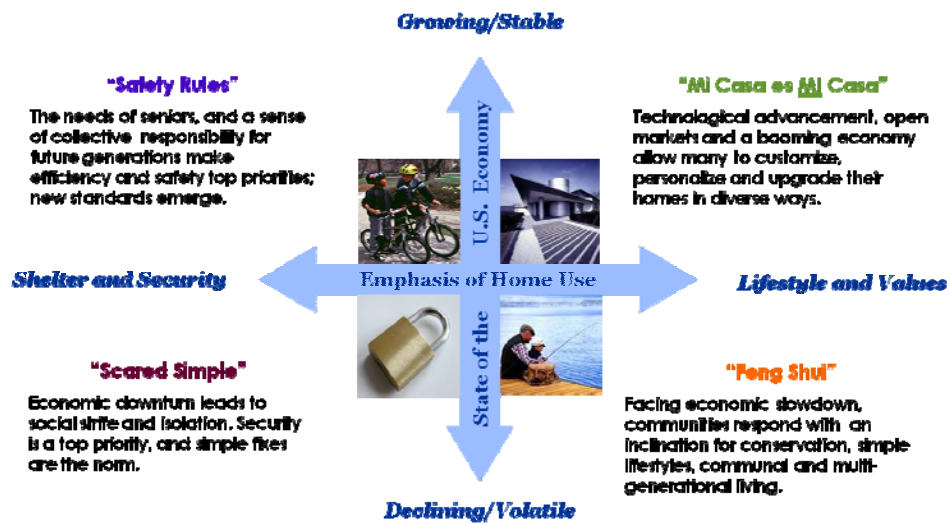 Growing/Stable
“Safety Rules”
The needs of seniors, and a sense
of collective responsibility for
future generations make
efficiency and safety top priorities;
new standards emerge.
“Mi Casa es MI Casa”
Technological advancement, open
markets and a booming economy
allow many to customize,
personalize and upgrade their
homes in diverse ways.
Shelter and Security
Emphasis of Home Use
Lifestyle and Values
State of the U.S. Economy
“Scared Simple”
Economic downturn leads to
social strife and isolation. Security
is a top priority, and simple fixes
are the norm.
“Feng Shui”
Facing economic slowdown,
communities respond with an
inclination for conservation, simple
lifestyles, communal and multi-
generational living.
Declining/Volatile